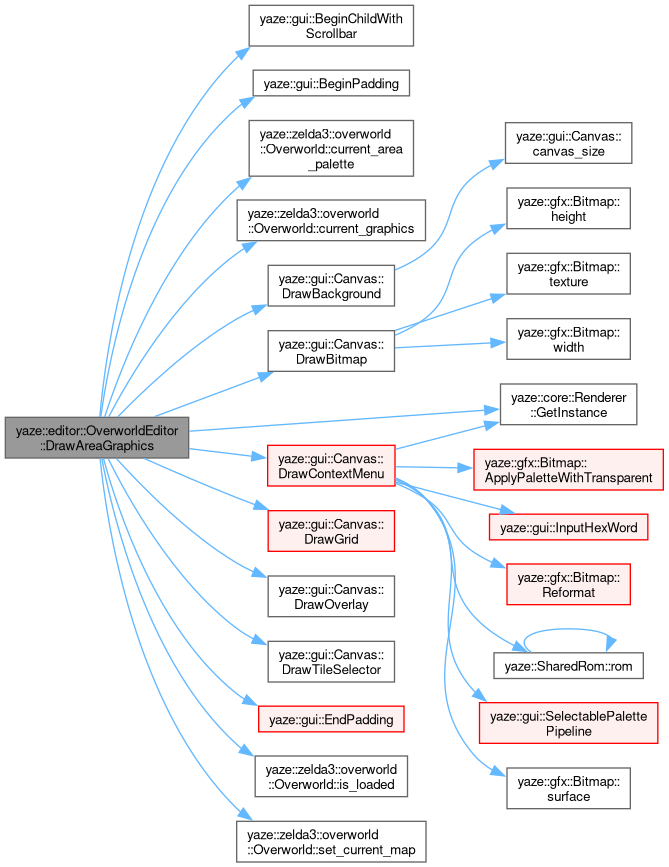 yaze::gui::BeginChildWith
Scrollbar
yaze::gui::BeginPadding
yaze::zelda3::overworld
::Overworld::current_area
_palette
yaze::zelda3::overworld
::Overworld::current_graphics
yaze::gui::Canvas::
DrawBackground
yaze::gui::Canvas::
DrawBitmap
yaze::editor::OverworldEditor
::DrawAreaGraphics
yaze::gui::Canvas::
DrawContextMenu
yaze::gui::Canvas::
DrawGrid
yaze::gui::Canvas::
DrawOverlay
yaze::gui::Canvas::
DrawTileSelector
yaze::gui::EndPadding
yaze::zelda3::overworld
::Overworld::is_loaded
yaze::zelda3::overworld
::Overworld::set_current_map
yaze::gui::Canvas::
canvas_size
yaze::gfx::Bitmap::
height
yaze::gfx::Bitmap::
texture
yaze::gfx::Bitmap::
width
yaze::core::Renderer
::GetInstance
yaze::gfx::Bitmap::
ApplyPaletteWithTransparent
yaze::gui::InputHexWord
yaze::gfx::Bitmap::
Reformat
yaze::SharedRom::rom
yaze::gui::SelectablePalette
Pipeline
yaze::gfx::Bitmap::
surface